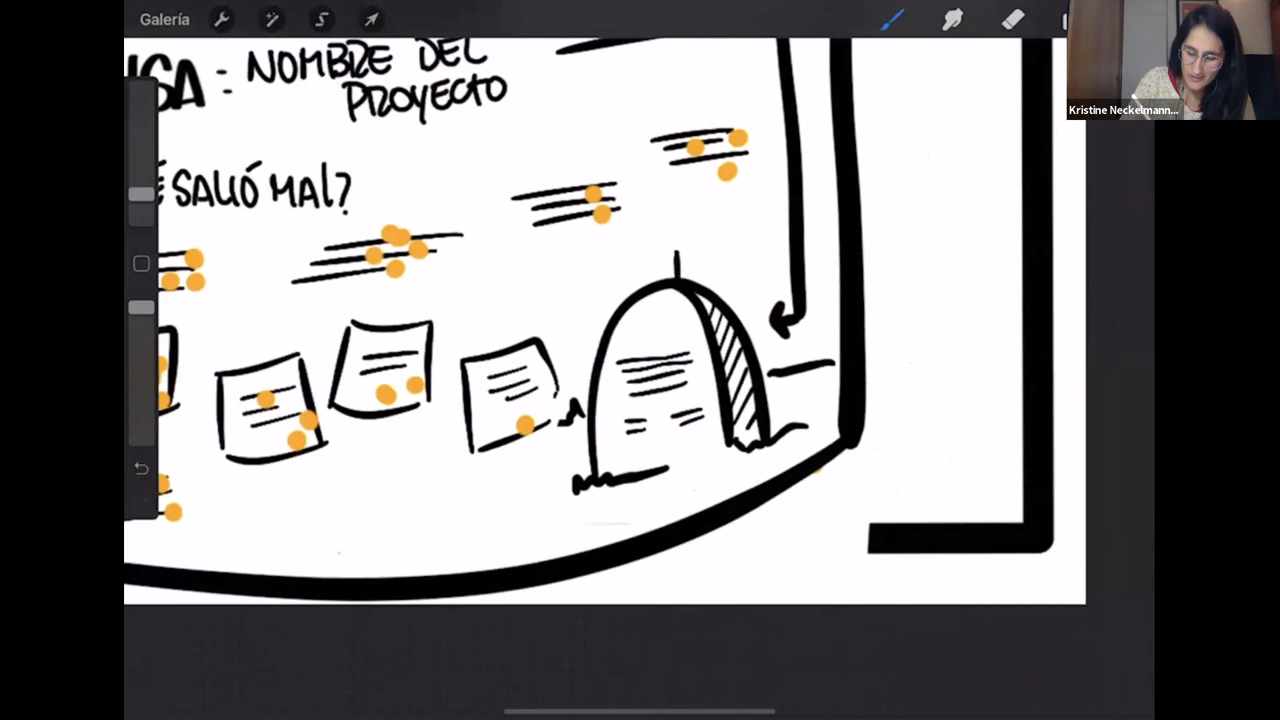 Galería
: NOMBRE DEL
PROYECTO
SALIÓ MAL?
Kristine Neckelmann...